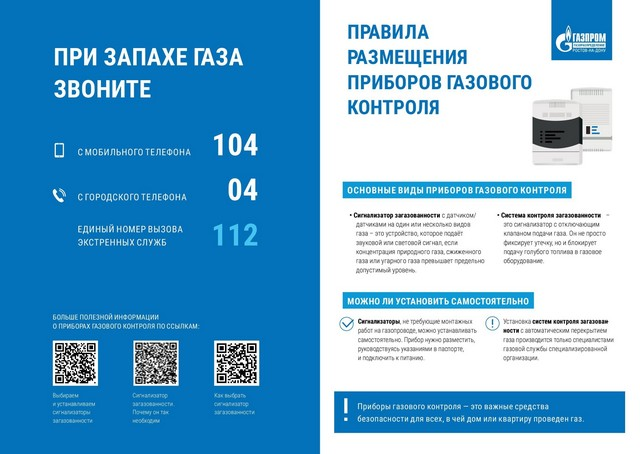 ПРИ ЗАПАХЕ ГАЗА
ЗВОНИТЕ
С МОБИЛЬНОГО ТЕЛЕФОНА
104
С ГОРОДСКОГО ТЕЛЕФОНА
04
ЕДИНЫЙ НОМЕР ВЫЗОВА
ЭКСТРЕННЫХ СЛУЖБ
112
БОЛЬШЕ ПОЛЕЗНОЙ ИНФОРМАЦИИ
О ПРИБОРАХ ГАЗОВОГО КОНТРОЛЯ ПО ССЫЛКАМ:
Выбираем
и устанавливаем
сигнализаторы
загазованности
Сигнализатор
загазованности.
Почему он так
необходим
Как выбрать
сигнализатор
загазованности
ПРАВИЛА
РАЗМЕЩЕНИЯ
ПРИБОРОВ ГАЗОВОГО
КОНТРОЛЯ
ГАЗПРОМ
ГАЗОРАСПРЕДЕЛЕНИЕ
РОСТОВ-НА-ДОНУ
ОСНОВНЫЕ ВИДЫ ПРИБОРОВ ГАЗОВОГО КОНТРОЛЯ
• Сигнализатор загазованности с датчиком/
датчиками на один или несколько видов
газа – это устройство, которое подаёт
звуковой или световой сигнал, если
концентрация природного газа, сжиженного
газа или угарного газа превышает предельно
допустимый уровень.
• Система контроля загазованности –
это сигнализатор с отключающим
клапаном подачи газа. Он не просто
фиксирует утечку, но и блокирует
подачу голубого топлива в газовое
оборудование.
МОЖНО ЛИ УСТАНОВИТЬ САМОСТОЯТЕЛЬНО
Сигнализаторы, не требующие монтажных
работ на газопроводе, можно устанавливать
самостоятельно. Прибор нужно разместить,
руководствуясь указаниями в паспорте,
и подключить к питанию.
Установка систем контроля загазован-
ности с автоматическим перекрытием
газа производится только специалистами
газовой службы специализированной
организации.
Приборы газового контроля — это важные средства
безопасности для всех, в чей дом или квартиру проведен газ.